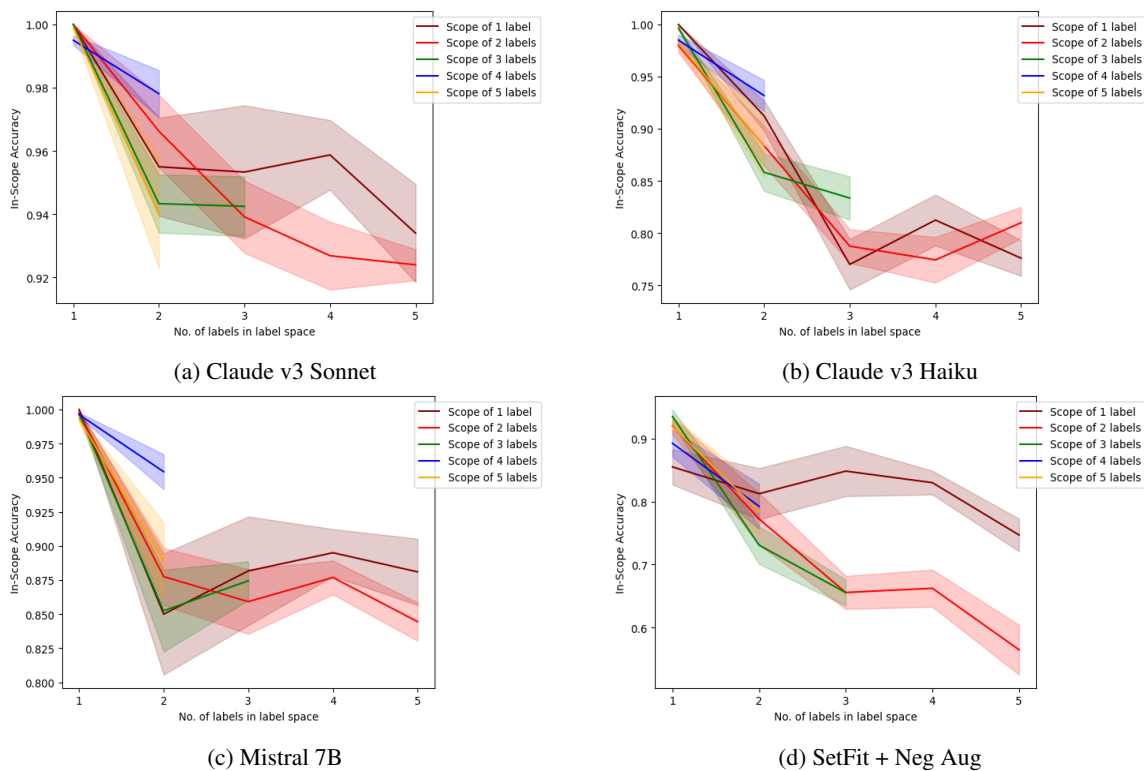 1.00
0.98
0.96
0.94
0.92
In-Scope Accuracy
1 2 3 4 5
No. of labels in label space
Scope of 1 label
Scope of 2 labels
Scope of 3 labels
Scope of 4 labels
Scope of 5 labels
(a) Claude v3 Sonnet
1.00
0.95
0.90
0.85
0.80
0.75
In-Scope Accuracy
1 2 3 4 5
No. of labels in label space
Scope of 1 label
Scope of 2 labels
Scope of 3 labels
Scope of 4 labels
Scope of 5 labels
(b) Claude v3 Haiku
1.000
0.975
0.950
0.925
0.900
0.875
0.850
0.825
0.800
In-Scope Accuracy
1 2 3 4 5
No. of labels in label space
Scope of 1 label
Scope of 2 labels
Scope of 3 labels
Scope of 4 labels
Scope of 5 labels
(c) Mistral 7B
0.9
0.8
0.7
0.6
In-Scope Accuracy
1 2 3 4 5
No. of labels in label space
Scope of 1 label
Scope of 2 labels
Scope of 3 labels
Scope of 4 labels
Scope of 5 labels
(d) SetFit + Neg Aug